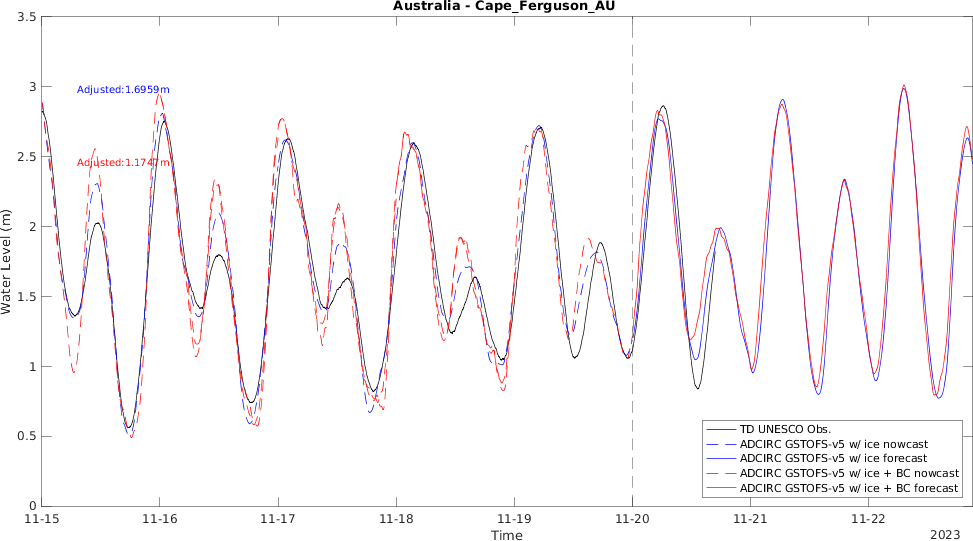 Australia - Cape_Ferguson_AU
3.5
3
2.5
2
1.5
1
0.5
0
Water Level (m)
Adjusted:1.6959m
Adjusted:1.1747m
TD UNESCO Obs.
ADCIRC GSTOFS-v5 w/ ice nowcast
ADCIRC GSTOFS-v5 w/ ice forecast
ADCIRC GSTOFS-v5 w/ ice + BC nowcast
ADCIRC GSTOFS-v5 w/ ice + BC forecast
11-15 11-16 11-17 11-18 11-19 11-20 11-21 11-22
Time
2023